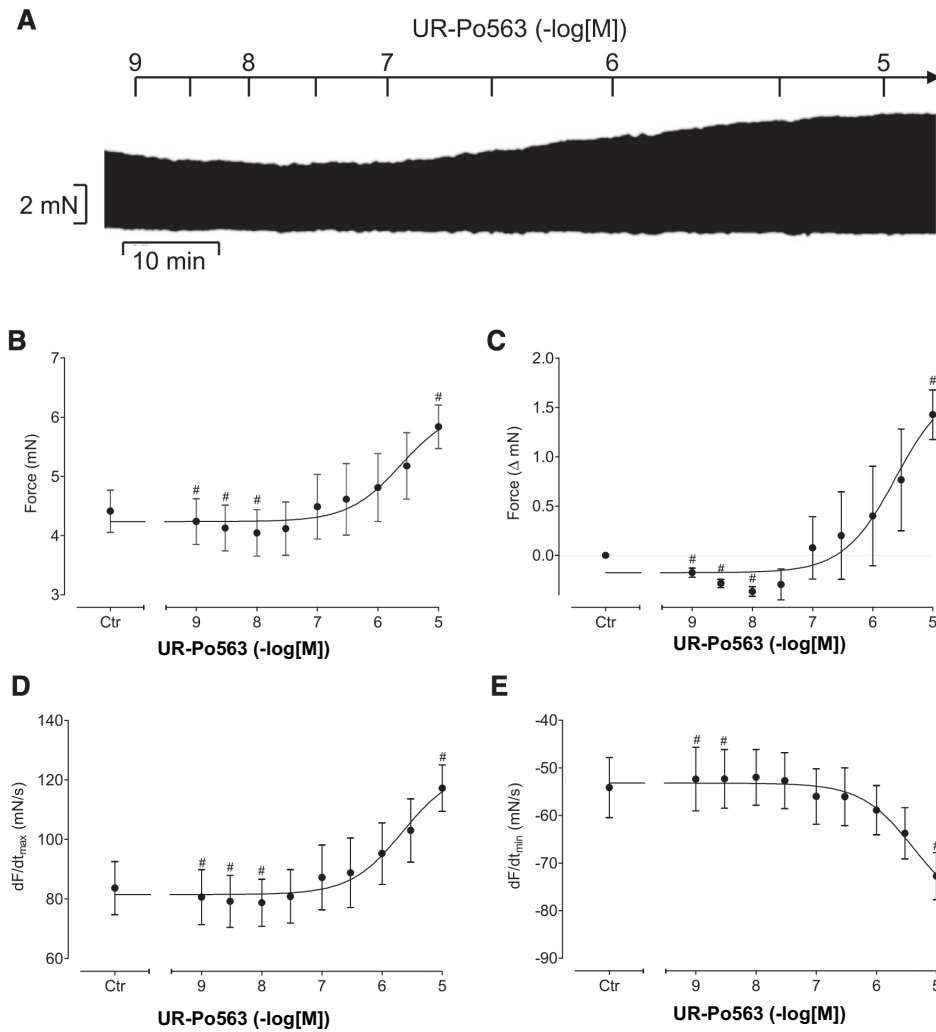 A
UR-Po563 (-log[M])
9 8 7 6 5
2 mN
10 min
B
7
6
5
4
3
Force (mN)
# # # #
Ctr 9 8 7 6 5
UR-Po563 (-log[M])
C
2.0
1.5
1.0
0.5
0.0
Force (Δ mN)
# # # #
Ctr 9 8 7 6 5
UR-Po563 (-log[M])
D
140
120
100
80
60
dF/dtmax (mN/s)
# # # #
Ctr 9 8 7 6 5
UR-Po563 (-log[M])
E
-40
-50
-60
-70
-80
-90
dF/dtmin (mN/s)
# # #
Ctr 9 8 7 6 5
UR-Po563 (-log[M])